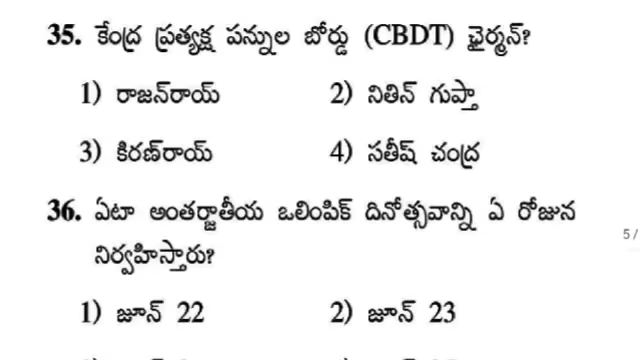 35. కేంద్ర ప్రత్యక్ష పన్నుల బోర్డు (CBDT) ఛైర్మన్?
1) రాజన్‌రాయ్ 2) నితిన్ గుప్తా
3) కిరణ్‌రాయ్ 4) సతీష్ చంద్ర
36. ఏటా అంతర్జాతీయ ఒలింపిక్ దినోత్సవాన్ని ఏ రోజున
5/
నిర్వహిస్తారు?
1) జూన్ 22 2) జూన్ 23